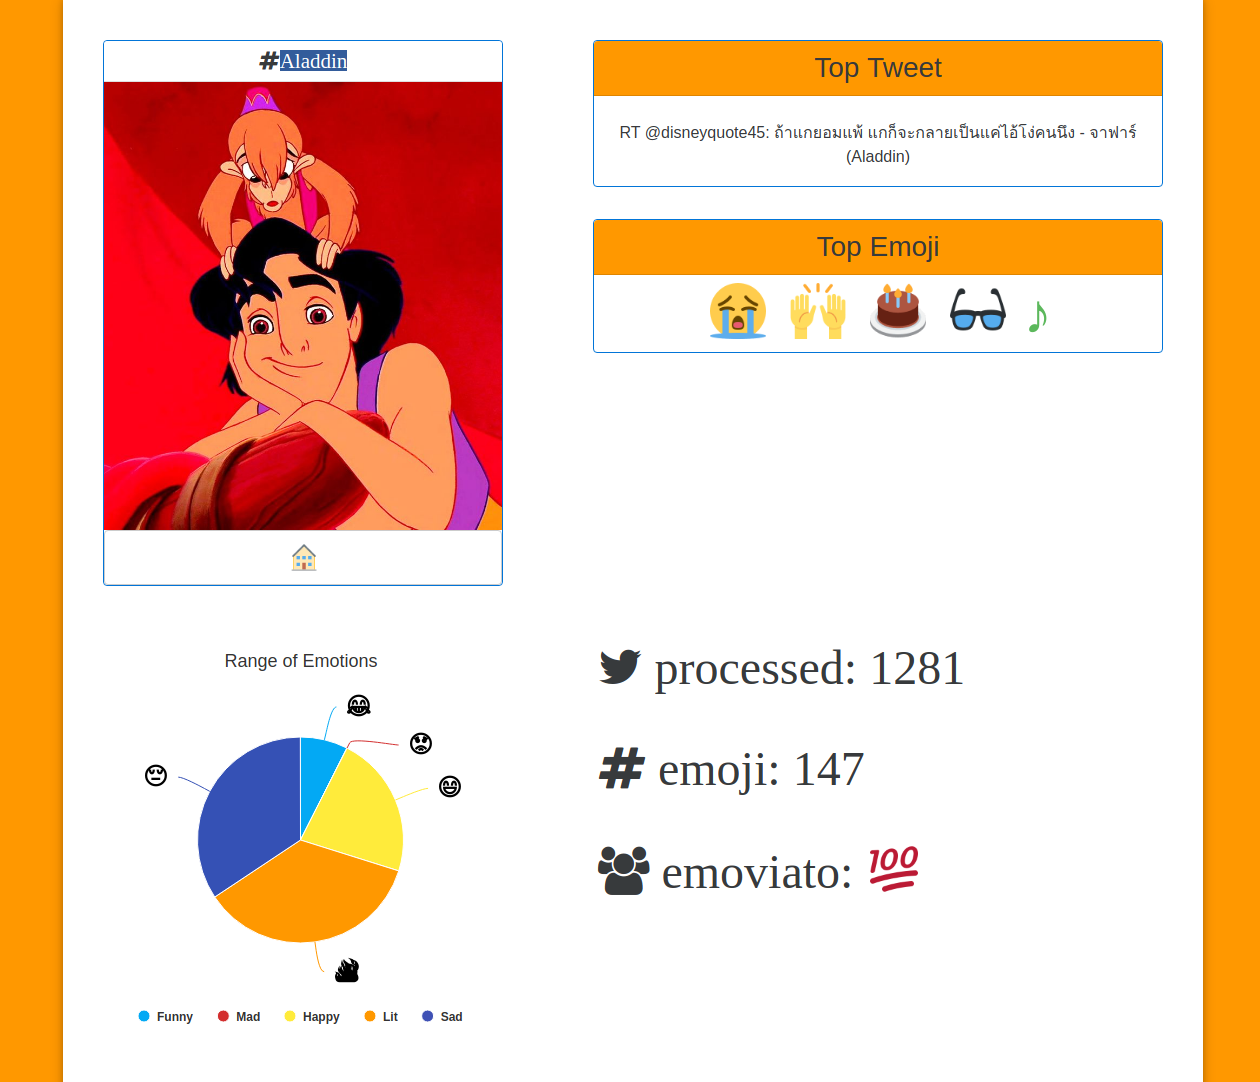 #Aladdin
Top Tweet
RT @disneyquote45: ถ้าแกยอมแพ้ แกก็จะกลายเป็นแค่ไอ้โง่คนนึง - จาฟาร์
(Aladdin)
Top Emoji
Range of Emotions
Funny Mad Happy Lit Sad
processed: 1281
# emoji: 147
emoviato: 💯